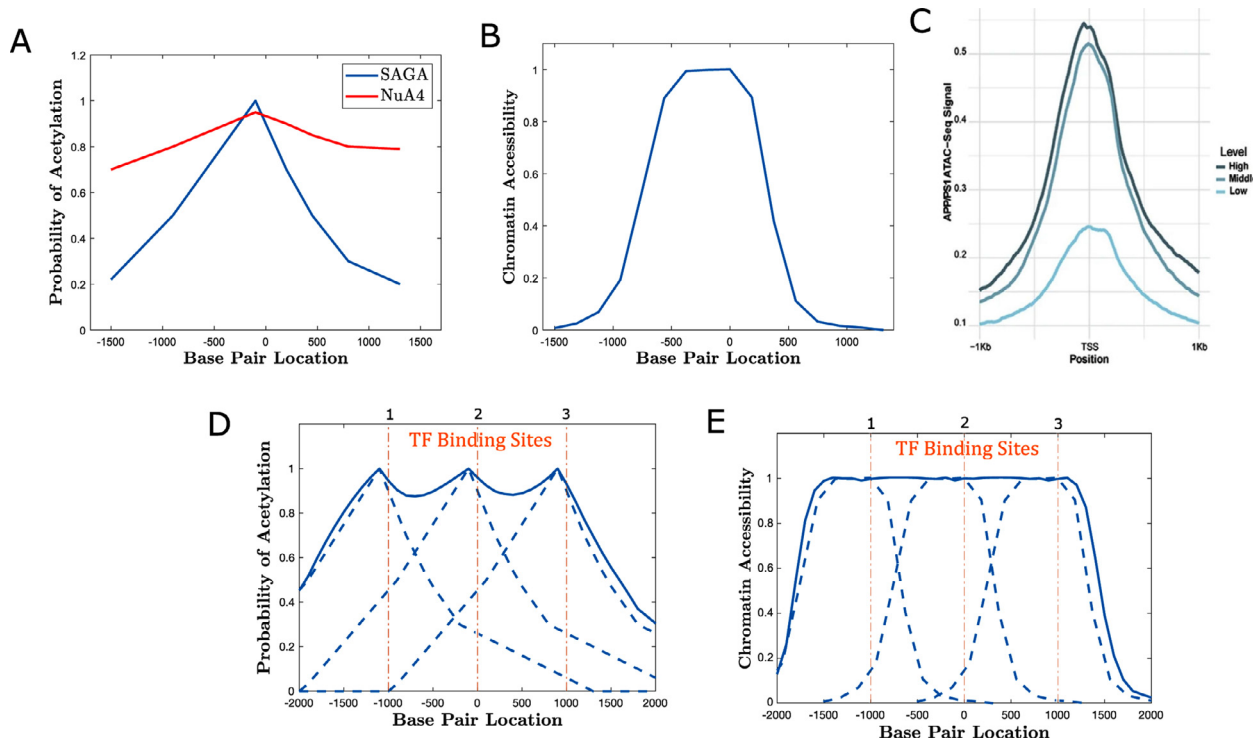 A
Probability of Acetylation
1.2
1
0.8
0.6
0.4
0.2
0
SAGA
NuA4
-1500 -1000 -500 0 500 1000 1500
Base Pair Location
B
Chromatin Accessibility
1
0.8
0.6
0.4
0.2
0
-1500 -1000 -500 0 500 1000
Base Pair Location
C
APP/PS1 ATAC-Seq Signal
0.5
0.4
0.3
0.2
0.1
-1Kb TSS 1Kb
Position
Level
High
Middle
Low
D
1 2 3
TF Binding Sites
Probability of Acetylation
1
0.8
0.6
0.4
0.2
0
-2000 -1500 -1000 -500 0 500 1000 1500 2000
Base Pair Location
E
1 2 3
TF Binding Sites
Chromatin Accessibility
1
0.8
0.6
0.4
0.2
0
-2000 -1500 -1000 -500 0 500 1000 1500 2000
Base Pair Location